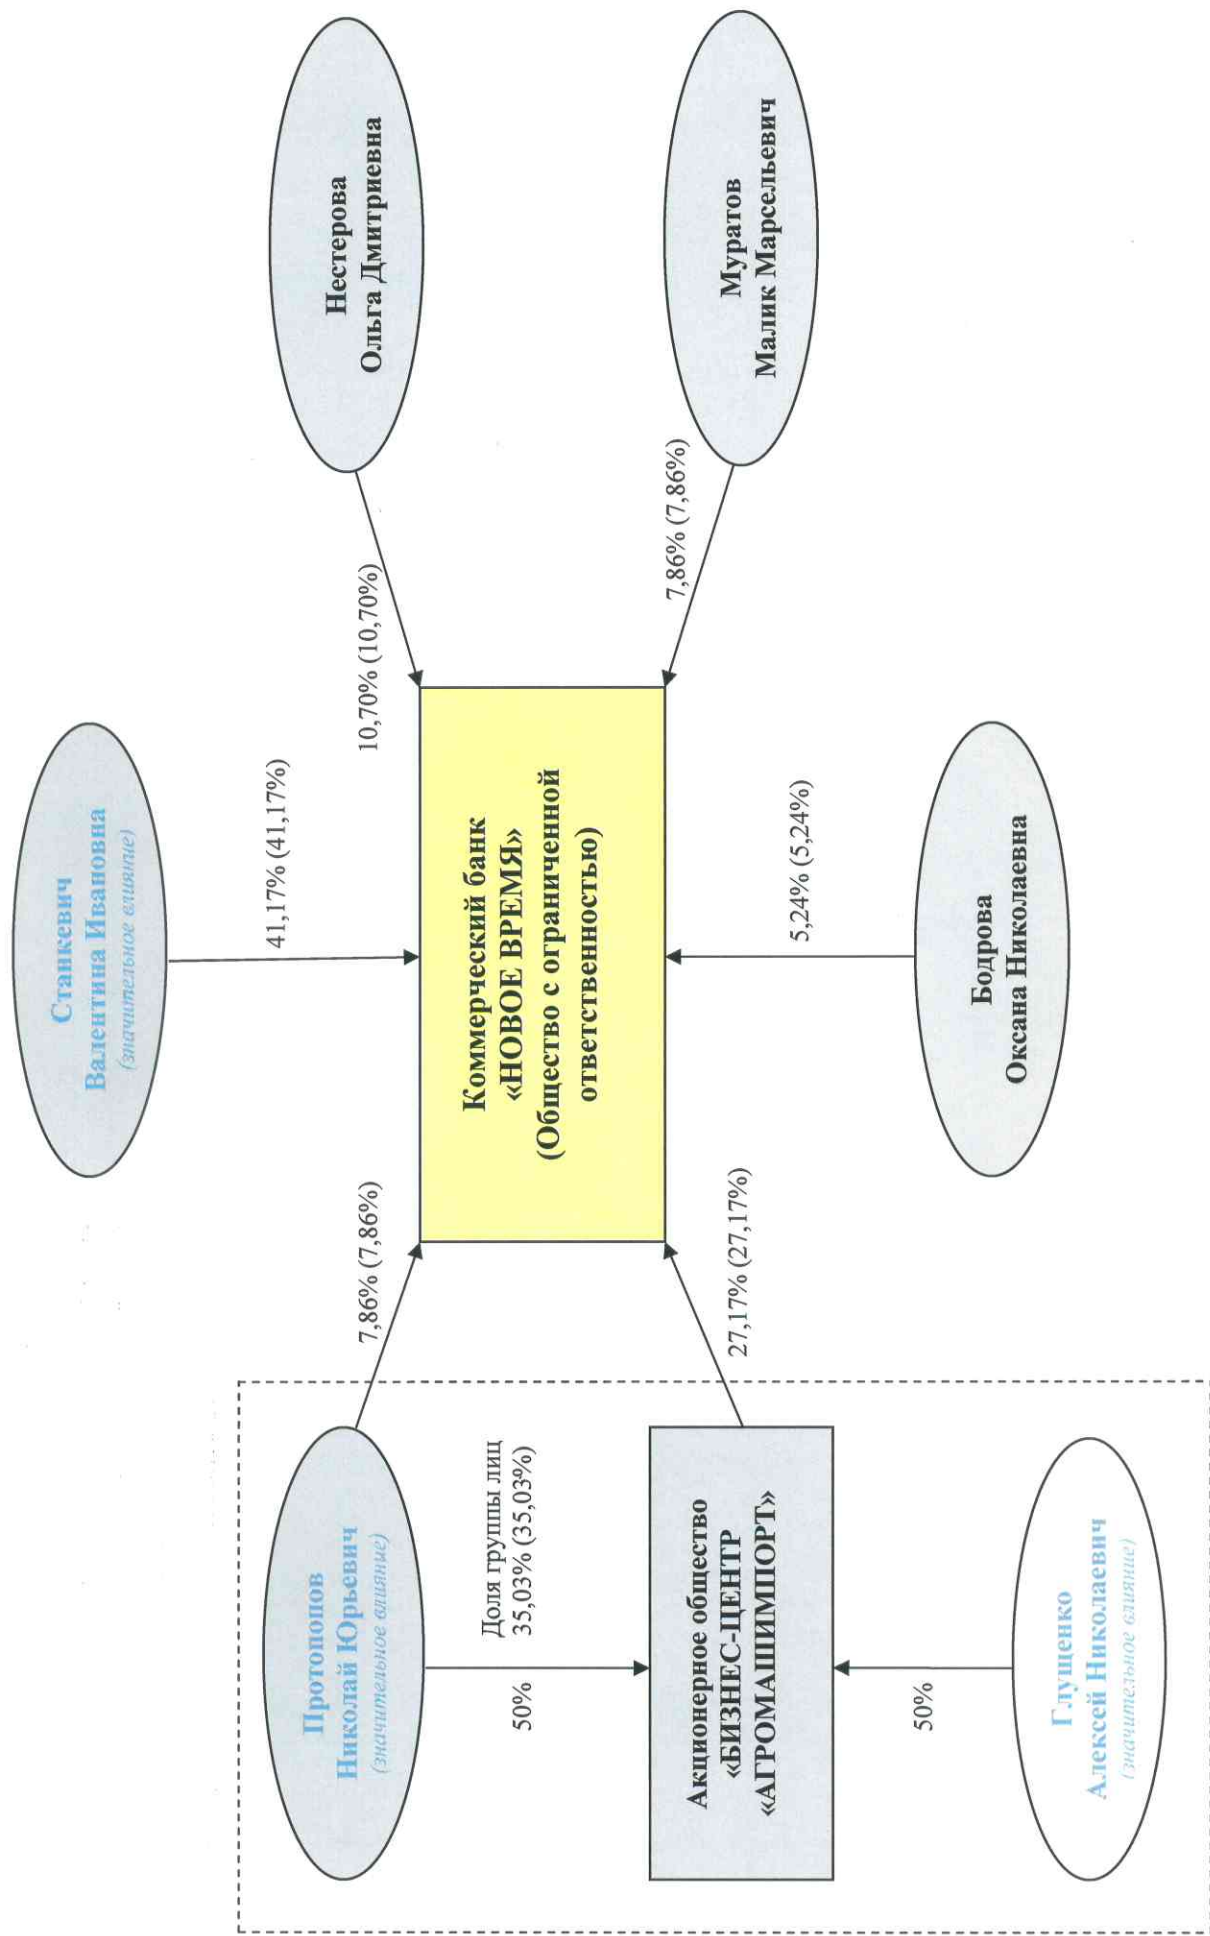 Станкевич
Валентина Ивановна
(значительное влияние)
41,17% (41,17%)
Протопопов
Николай Юрьевич
(значительное влияние)
7,86% (7,86%)
10,70% (10,70%)
Нестерова
Ольга Дмитриевна
50%
Доля группы лиц
35,03% (35,03%)
Коммерческий банк
«НОВОЕ ВРЕМЯ»
(Общество с ограниченной
ответственностью)
Акционерное общество
«БИЗНЕС-ЦЕНТР
«АГРОМАШИМПОРТ»
27,17% (27,17%)
5,24% (5,24%)
7,86% (7,86%)
Муратов
Малик Марсельевич
50%
Глущенко
Алексей Николаевич
(значительное влияние)
Бодрова
Оксана Николаевна